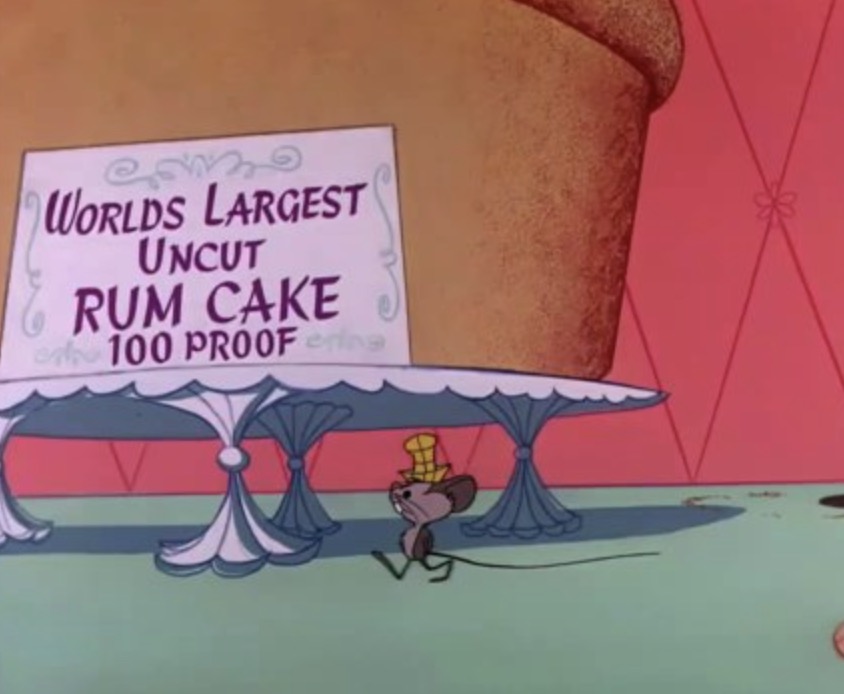 Worlds Largest
Uncut
Rum Cake
100 Proof